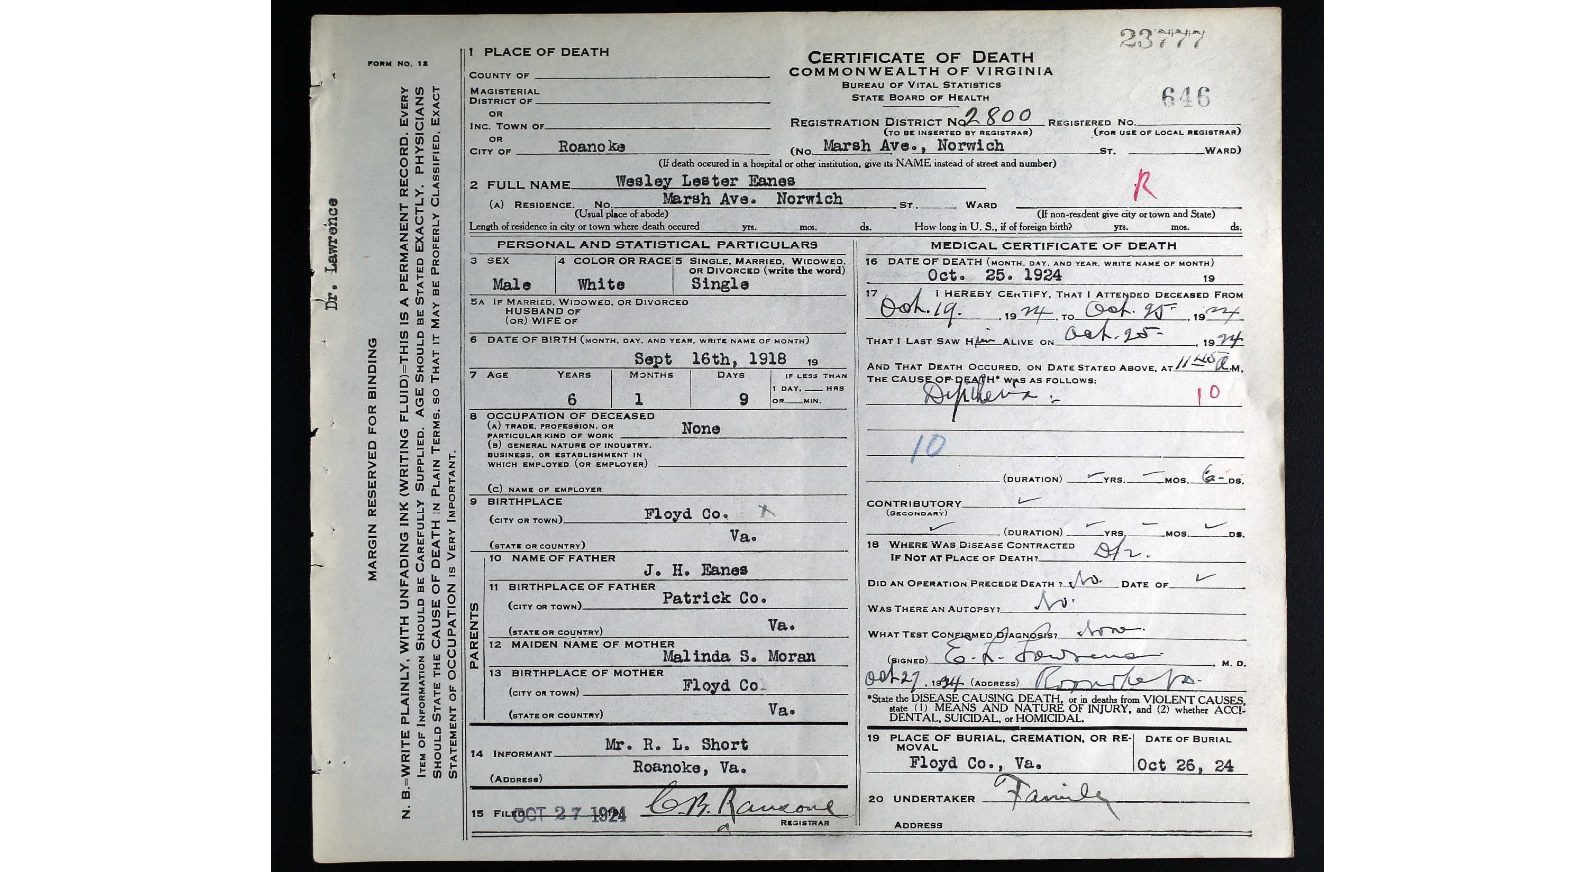 23777
FORM NO. 12
1 PLACE OF DEATH
COUNTY OF
MAGISTERIAL
DISTRICT OF
OR
INC. TOWN OF
OR
CITY OF Roanoke
CERTIFICATE OF DEATH
COMMONWEALTH OF VIRGINIA
BUREAU OF VITAL STATISTICS
STATE BOARD OF HEALTH
646
REGISTRATION DISTRICT NO. 2800 REGISTERED NO.
(TO BE INSERTED BY REGISTRAR) (FOR USE OF LOCAL REGISTRAR)
(NO. Marsh Ave., Norwich ST. WARD)
(If death occured in a hospital or other institution, give its NAME instead of street and number)
2 FULL NAME Wesley Lester Eanes
R
(A) RESIDENCE. NO. Marsh Ave. Norwich ST. WARD
(Usual place of abode) (If non-resident give city or town and State)
Length of residence in city or town where death occured yrs. mos. ds. How long in U. S., if of foreign birth? yrs. mos. ds.
PERSONAL AND STATISTICAL PARTICULARS
3 SEX 4 COLOR OR RACE 5 SINGLE, MARRIED, WIDOWED, OR DIVORCED (write the word)
Male White Single
5A IF MARRIED, WIDOWED, OR DIVORCED
HUSBAND OF
(OR) WIFE OF
6 DATE OF BIRTH (MONTH, DAY, AND YEAR, WRITE NAME OF MONTH)
Sept 16th, 1918 19
7 AGE YEARS MONTHS DAYS IF LESS THAN
1 DAY, HRS
OR MIN.
6 1 9
8 OCCUPATION OF DECEASED
(A) TRADE, PROFESSION, OR
PARTICULAR KIND OF WORK None
(B) GENERAL NATURE OF INDUSTRY,
BUSINESS, OR ESTABLISHMENT IN
WHICH EMPLOYED (OR EMPLOYER)
(C) NAME OF EMPLOYER
9 BIRTHPLACE
(CITY OR TOWN) Floyd Co. x
(STATE OR COUNTRY) Va.
PARENTS
10 NAME OF FATHER
J. H. Eanes
11 BIRTHPLACE OF FATHER
(CITY OR TOWN) Patrick Co.
(STATE OR COUNTRY) Va.
12 MAIDEN NAME OF MOTHER
Malinda S. Moran
13 BIRTHPLACE OF MOTHER
(CITY OR TOWN) Floyd Co.
(STATE OR COUNTRY) Va.
14 INFORMANT Mr. R. L. Short
(ADDRESS) Roanoke, Va.
15 FILED OCT 27 1924 C. B. Ransone
REGISTRAR
MEDICAL CERTIFICATE OF DEATH
16 DATE OF DEATH (MONTH, DAY, AND YEAR, WRITE NAME OF MONTH)
Oct. 25. 1924 19
17 I HEREBY CERTIFY, THAT I ATTENDED DECEASED FROM
Oct. 19. , 1924, TO Oct. 25- , 1924
THAT I LAST SAW Him ALIVE ON Oct. 25- , 1924
AND THAT DEATH OCCURED, ON DATE STATED ABOVE, AT 11 40 A.M.
THE CAUSE OF DEATH* WAS AS FOLLOWS:
Diphtheria
10
10
(DURATION) YRS. MOS. 6 DS.
CONTRIBUTORY
(SECONDARY)
(DURATION) YRS. MOS. DS.
18 WHERE WAS DISEASE CONTRACTED
IF NOT AT PLACE OF DEATH?
DID AN OPERATION PRECEDE DEATH? No. DATE OF
WAS THERE AN AUTOPSY? No.
WHAT TEST CONFIRMED DIAGNOSIS? None
(SIGNED) E. L. Lawrence M. D.
Oct 27, 1924 (ADDRESS) Roanoke Va.
*State the DISEASE CAUSING DEATH, or in deaths from VIOLENT CAUSES,
state (1) MEANS AND NATURE OF INJURY, and (2) whether ACCI-
DENTAL, SUICIDAL, or HOMICIDAL.
19 PLACE OF BURIAL, CREMATION, OR RE- DATE OF BURIAL
MOVAL
Floyd Co., Va. Oct 26, 24
20 UNDERTAKER Family
ADDRESS
Dr. Lawrence
MARGIN RESERVED FOR BINDING
N. B.—WRITE PLAINLY, WITH UNFADING INK (WRITING FLUID)—THIS IS A PERMANENT RECORD. EVERY
ITEM OF INFORMATION SHOULD BE CAREFULLY SUPPLIED. AGE SHOULD BE STATED EXACTLY. PHYSICIANS
SHOULD STATE THE CAUSE OF DEATH IN PLAIN TERMS, SO THAT IT MAY BE PROPERLY CLASSIFIED. EXACT
STATEMENT OF OCCUPATION IS VERY IMPORTANT.